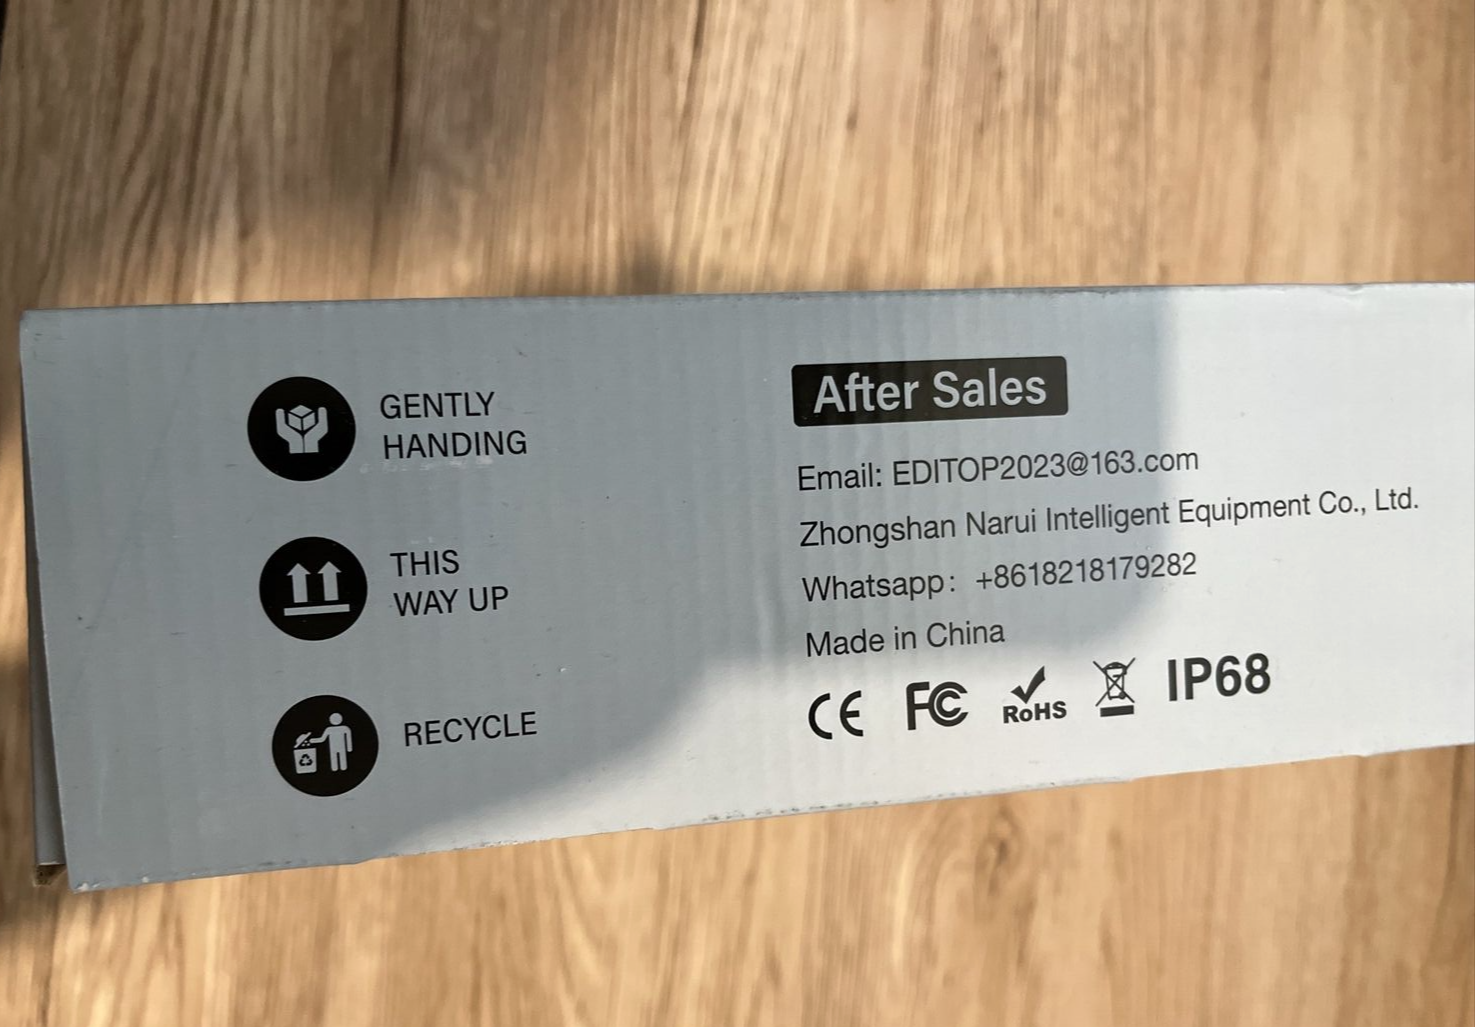 GENTLY
HANDING
THIS
WAY UP
RECYCLE
After Sales
Email: EDITOP2023@163.com
Zhongshan Narui Intelligent Equipment Co., Ltd.
Whatsapp: +8618218179282
Made in China
CE FC RoHS IP68